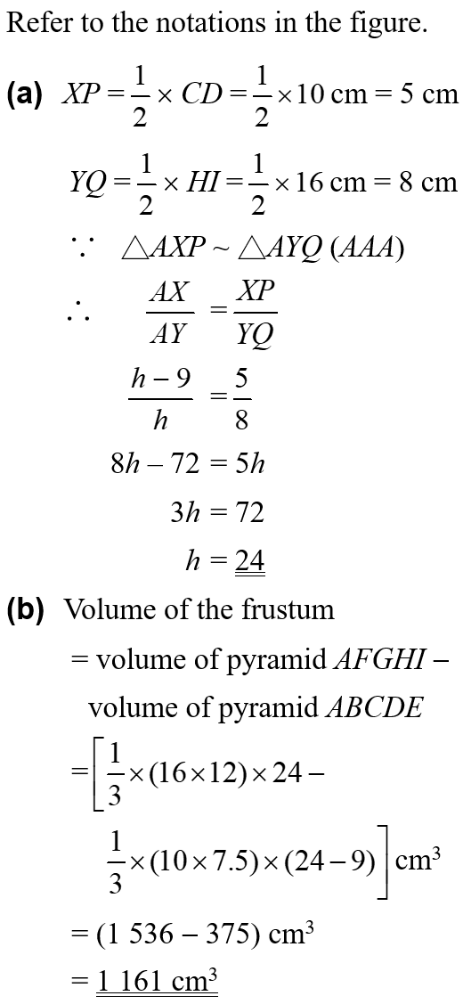 Refer to the notations in the figure.
(a) XP = 1/2 × CD = 1/2 × 10 cm = 5 cm
YQ = 1/2 × HI = 1/2 × 16 cm = 8 cm
∵ △AXP ~ △AYQ (AAA)
∴ AX/AY = XP/YQ
(h – 9)/h = 5/8
8h – 72 = 5h
3h = 72
h = 24
(b) Volume of the frustum
= volume of pyramid AFGHI –
volume of pyramid ABCDE
= [1/3 × (16 × 12) × 24 –
1/3 × (10 × 7.5) × (24 – 9)] cm³
= (1 536 – 375) cm³
= 1 161 cm³